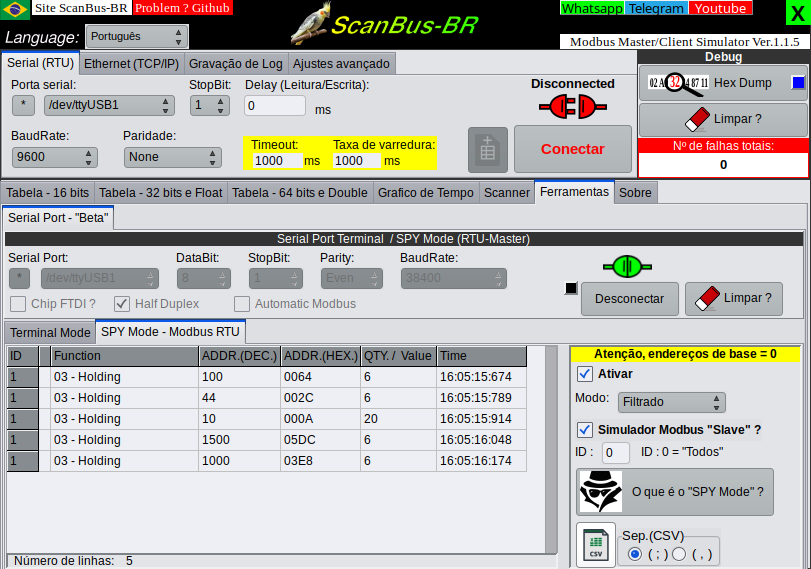 Site ScanBus-BR Problem ? Github
Whatsapp Telegram Youtube
X
Language: Português
ScanBus-BR
Modbus Master/Client Simulator Ver.1.1.5
Serial (RTU) Ethernet (TCP/IP) Gravação de Log Ajustes avançado
Debug
Porta serial: StopBit: Delay (Leitura/Escrita): Disconnected
* /dev/ttyUSB1 1 0 ms
02 A 32 4 87 11 Hex Dump
Limpar ?
BaudRate: Paridade: Timeout: Taxa de varredura:
9600 None 1000 ms 1000 ms
Conectar
Nº de falhas totais:
0
Tabela - 16 bits Tabela - 32 bits e Float Tabela - 64 bits e Double Grafico de Tempo Scanner Ferramentas Sobre
Serial Port - "Beta"
Serial Port Terminal / SPY Mode (RTU-Master)
Serial Port: DataBit: StopBit: Parity: BaudRate:
* /dev/ttyUSB1 8 1 Even 38400
Desconectar Limpar ?
Chip FTDI ? Half Duplex Automatic Modbus
Terminal Mode SPY Mode - Modbus RTU
ID Function ADDR.(DEC.) ADDR.(HEX.) QTY. / Value Time
1 03 - Holding 100 0064 6 16:05:15:674
1 03 - Holding 44 002C 6 16:05:15:789
1 03 - Holding 10 000A 20 16:05:15:914
1 03 - Holding 1500 05DC 6 16:05:16:048
1 03 - Holding 1000 03E8 6 16:05:16:174
Número de linhas: 5
Atenção, endereços de base = 0
Ativar
Modo: Filtrado
Simulador Modbus "Slave" ?
ID : 0 ID : 0 = "Todos"
O que é o "SPY Mode" ?
CSV
Sep.(CSV)
( ; ) ( , )